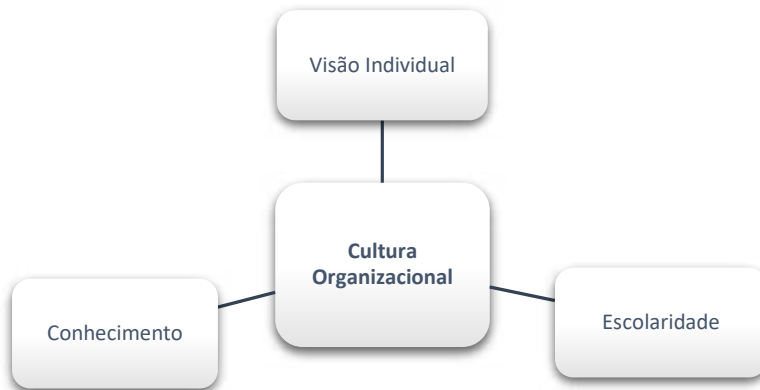 Visão Individual
Cultura
Organizacional
Conhecimento
Escolaridade